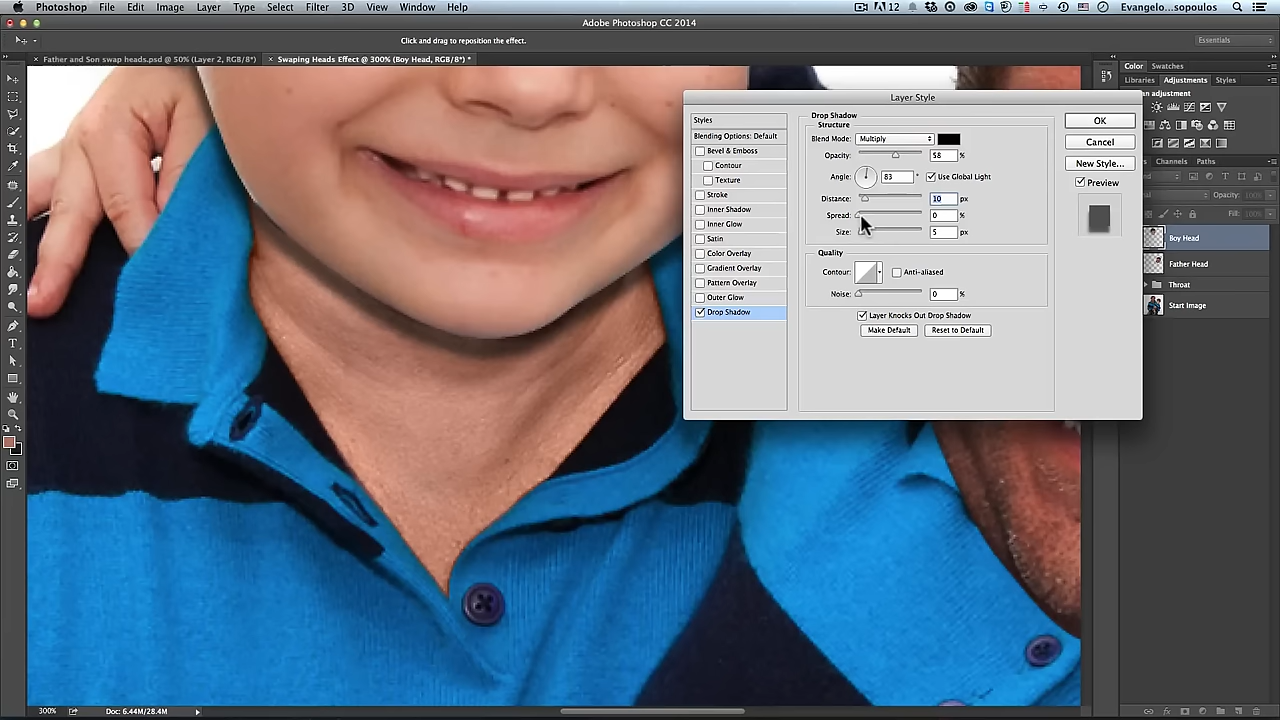 Photoshop File Edit Image Layer Type Select Filter 3D View Window Help 12 Evangelo...sopoulos
Adobe Photoshop CC 2014
Click and drag to reposition the effect. Essentials
× Father and Son swap heads.psd @ 50% (Layer 2, RGB/8*) × Swaping Heads Effect @ 300% (Boy Head, RGB/8*) *
Color Swatches
Libraries Adjustments Styles
an adjustment
Channels Paths
Opacity:
Fill:
Boy Head
Father Head
Throat
Start Image
Layer Style
Styles
Blending Options: Default
Bevel & Emboss
Contour
Texture
Stroke
Inner Shadow
Inner Glow
Satin
Color Overlay
Gradient Overlay
Pattern Overlay
Outer Glow
Drop Shadow
Drop Shadow
Structure
Blend Mode: Multiply
Opacity: 58 %
Angle: 83 ° Use Global Light
Distance: 10 px
Spread: 0 %
Size: 5 px
Quality
Contour: Anti-aliased
Noise: 0 %
Layer Knocks Out Drop Shadow
Make Default Reset to Default
OK
Cancel
New Style...
Preview
300% Doc: 6.44M/28.4M